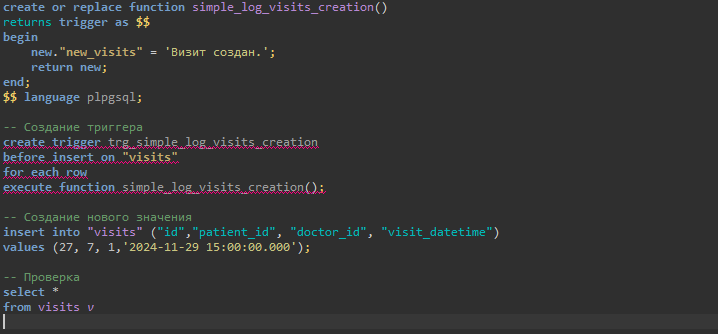 create or replace function simple_log_visits_creation()
returns trigger as $$
begin
    new."new_visits" = 'Визит создан.';
    return new;
end;
$$ language plpgsql;

-- Создание триггера
create trigger trg_simple_log_visits_creation
before insert on "visits"
for each row
execute function simple_log_visits_creation();

-- Создание нового значения
insert into "visits" ("id","patient_id", "doctor_id", "visit_datetime")
values (27, 7, 1,'2024-11-29 15:00:00.000');

-- Проверка
select *
from visits v